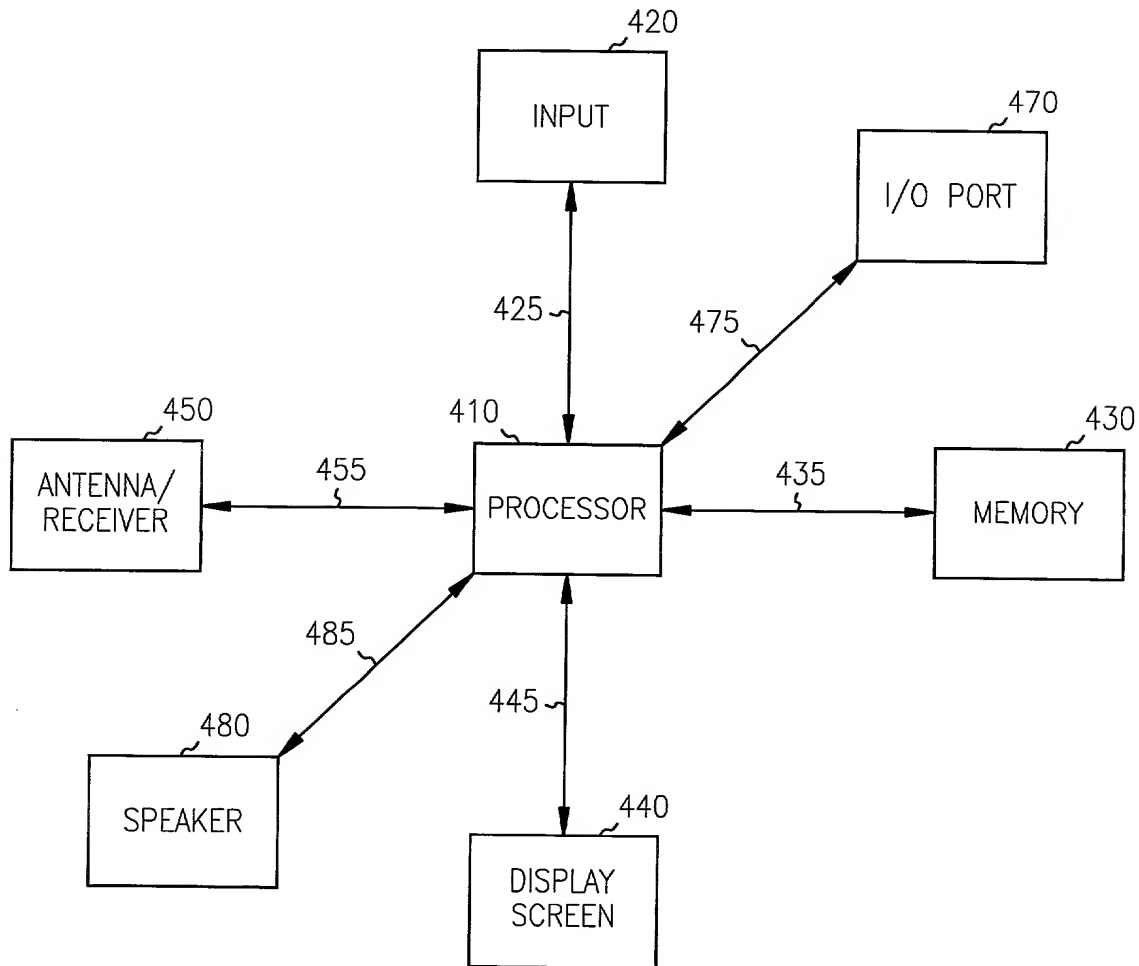 420
INPUT
470
I/O PORT
425
475
450
ANTENNA/
RECEIVER
455
410
PROCESSOR
435
430
MEMORY
485
445
480
SPEAKER
440
DISPLAY
SCREEN